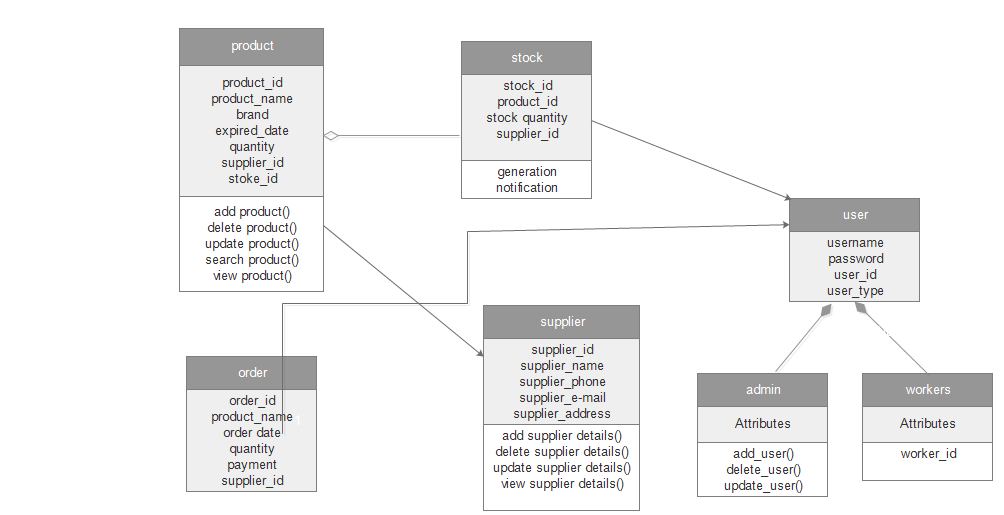 product
product_id
product_name
brand
expired_date
quantity
supplier_id
stoke_id
add product()
delete product()
update product()
search product()
view product()
stock
stock_id
product_id
stock quantity
supplier_id
generation
notification
user
username
password
user_id
user_type
supplier
supplier_id
supplier_name
supplier_phone
supplier_e-mail
supplier_address
add supplier details()
delete supplier details()
update supplier details()
view supplier details()
order
order_id
product_name
order date
quantity
payment
supplier_id
admin
Attributes
add_user()
delete_user()
update_user()
workers
Attributes
worker_id